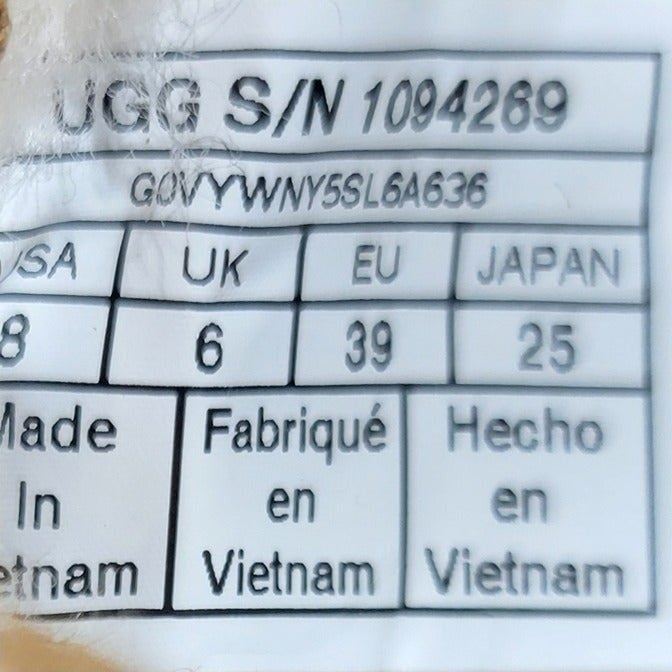 UGG S/N 1094269
GOVYWNY5SL6A636
USA UK EU JAPAN
8 6 39 25
Made Fabriqué Hecho
In en en
Vietnam Vietnam Vietnam